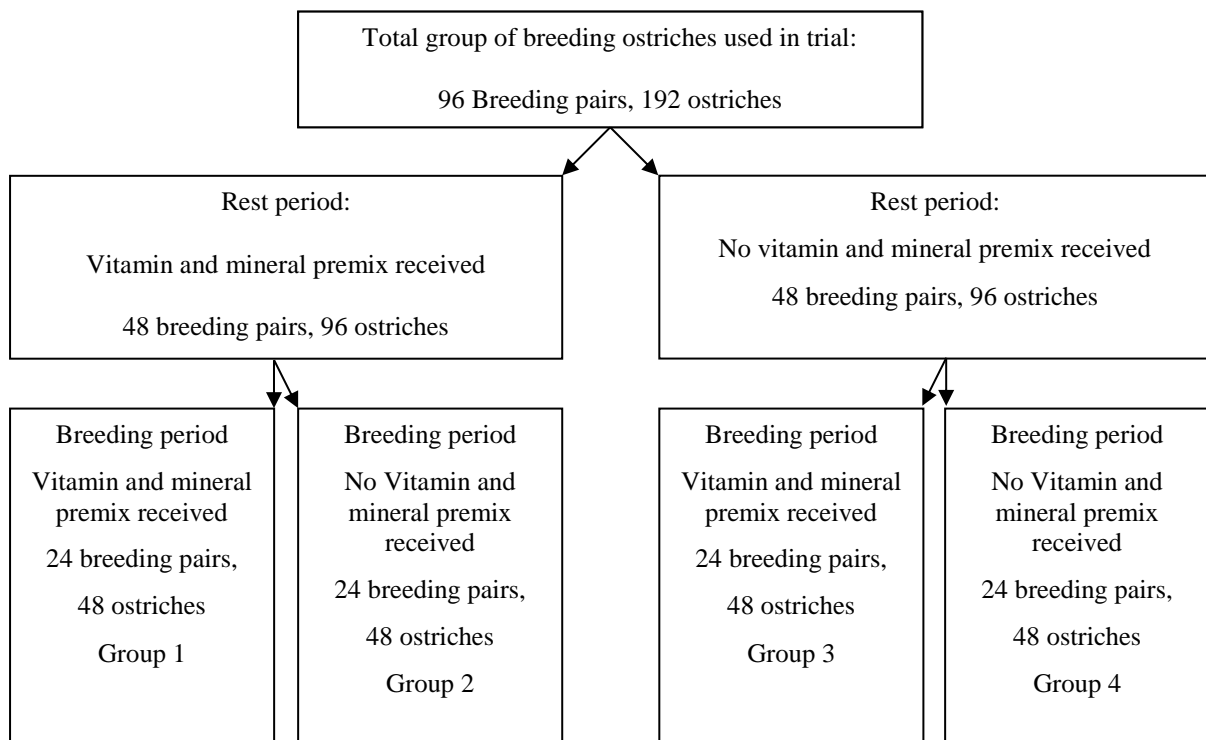 Total group of breeding ostriches used in trial:
96 Breeding pairs, 192 ostriches
Rest period:
Vitamin and mineral premix received
48 breeding pairs, 96 ostriches
Rest period:
No vitamin and mineral premix received
48 breeding pairs, 96 ostriches
Breeding period
Vitamin and mineral
premix received
24 breeding pairs,
48 ostriches
Group 1
Breeding period
No Vitamin and
mineral premix
received
24 breeding pairs,
48 ostriches
Group 2
Breeding period
Vitamin and mineral
premix received
24 breeding pairs,
48 ostriches
Group 3
Breeding period
No Vitamin and
mineral premix
received
24 breeding pairs,
48 ostriches
Group 4